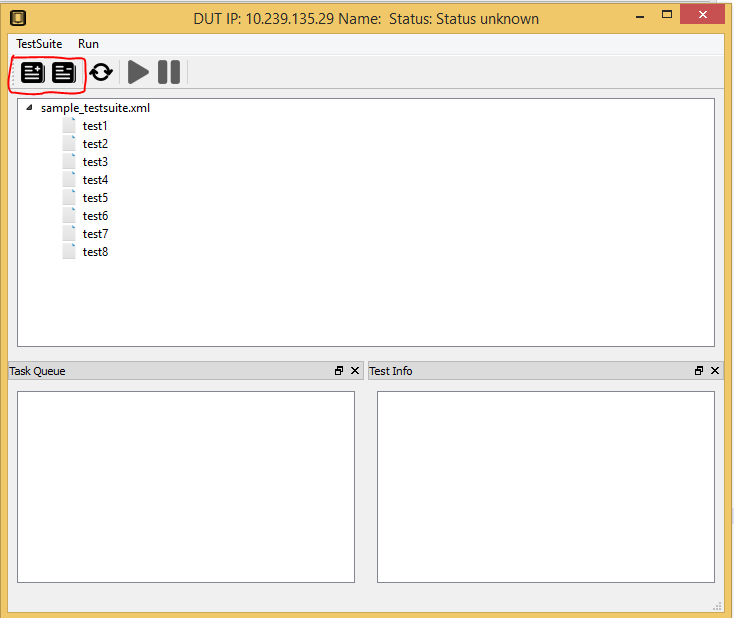 DUT IP: 10.239.135.29 Name:  Status: Status unknown
TestSuite Run
sample_testsuite.xml
test1
test2
test3
test4
test5
test6
test7
test8
Task Queue
Test Info